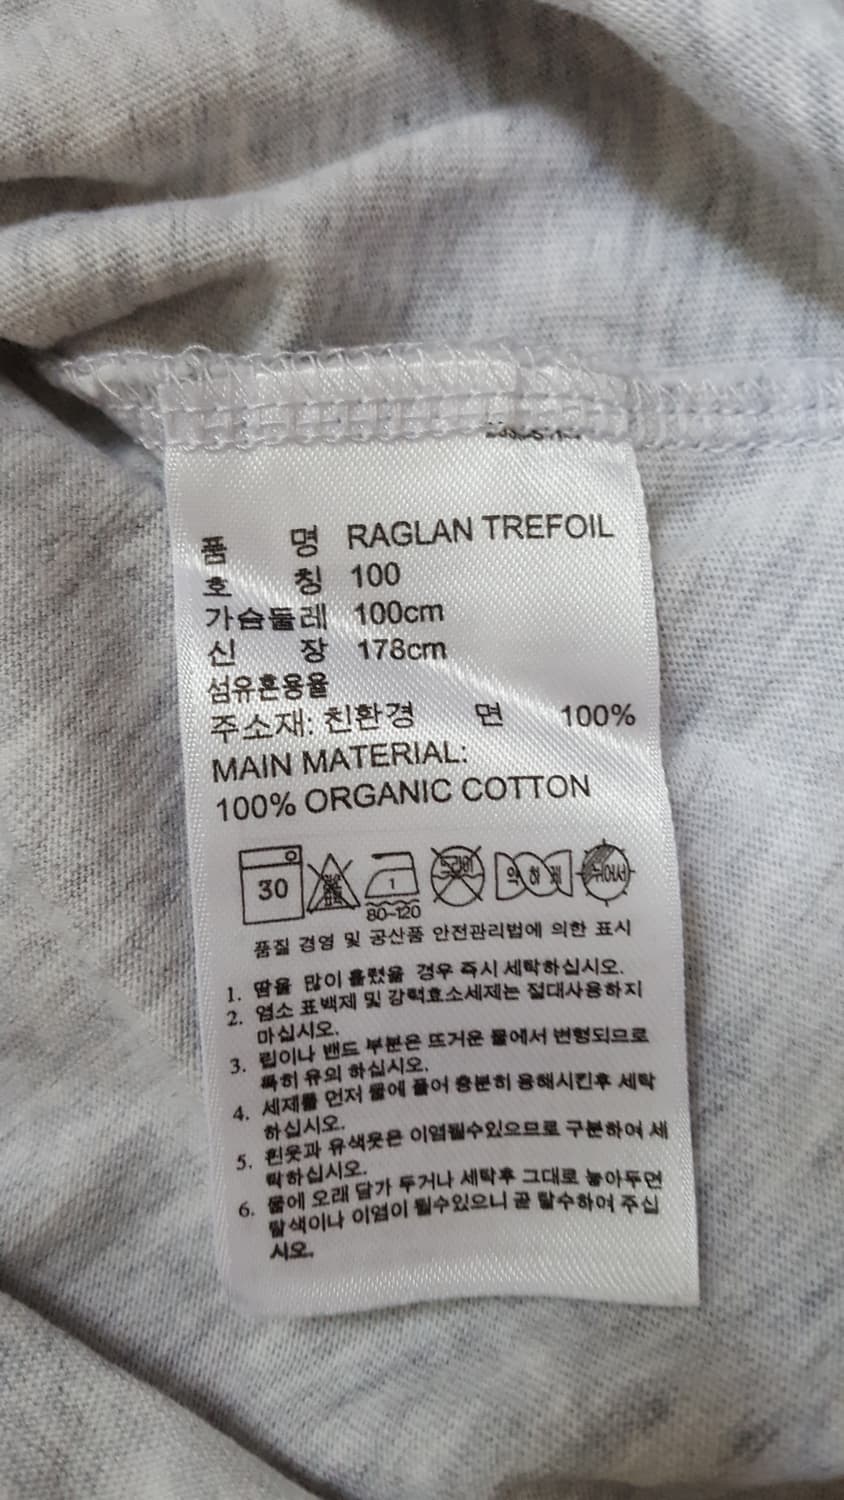 품 명 RAGLAN TREFOIL
호 칭 100
가슴둘레 100cm
신 장 178cm
섬유혼용율
주소재: 친환경 면 100%
MAIN MATERIAL:
100% ORGANIC COTTON
30 1 드라이 약 하 게 뉘어서
80-120
품질 경영 및 공산품 안전관리법에 의한 표시
1. 땀을 많이 흘렸을 경우 즉시 세탁하십시오.
2. 염소 표백제 및 강력효소세제는 절대사용하지
마십시오.
3. 립이나 밴드 부분은 뜨거운 물에서 변형되므로
특히 유의 하십시오.
4. 세제를 먼저 물에 풀어 충분히 용해시킨후 세탁
하십시오.
5. 흰옷과 유색옷은 이염될수있으므로 구분하여 세
탁하십시오.
6. 물에 오래 담가 두거나 세탁후 그대로 놓아두면
탈색이나 이염이 될수있으니 곧 탈수하여 주십
시오.